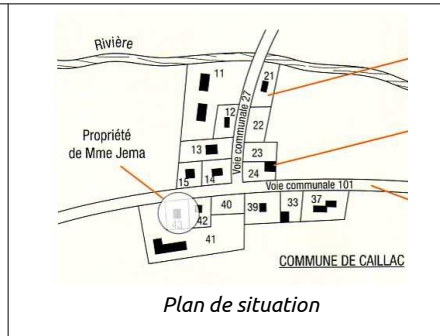 Rivière
11
21
12
22
Voie communale 27
Propriété
de Mme Jema
13
23
15
14
24
Voie communale 101
43
42
40
39
33
37
41
COMMUNE DE CAILLAC
Plan de situation